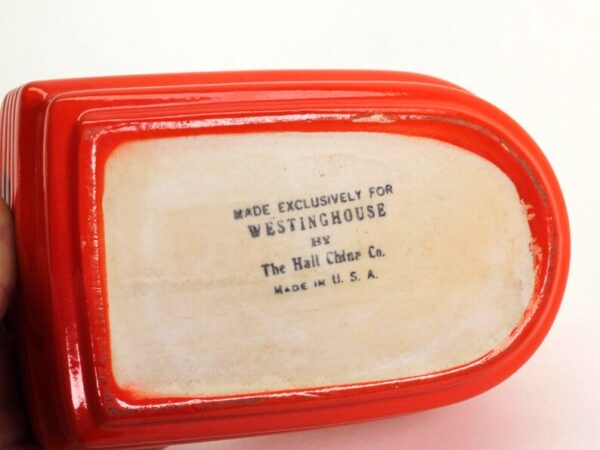 MADE EXCLUSIVELY FOR
WESTINGHOUSE
BY
The Hall China Co.
MADE IN U. S. A.